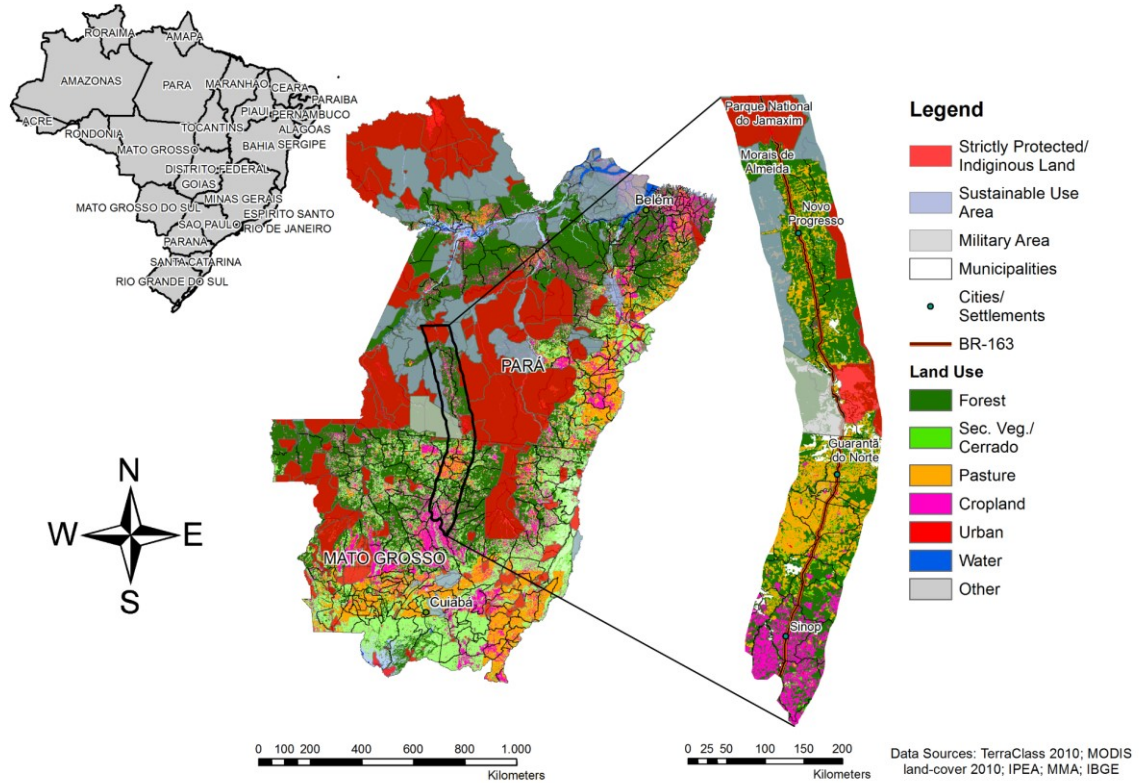 RORAIMA
AMAPA
AMAZONAS
PARA
MARANHAO
CEARA
PARAIBA
PIAUI
PERNAMBUCO
ACRE
RONDONIA
TOCANTINS
ALAGOAS
SERGIPE
BAHIA
MATO GROSSO
DISTRITO FEDERAL
GOIAS
MINAS GERAIS
MATO GROSSO DO SUL
ESPIRITO SANTO
SAO PAULO
RIO DE JANEIRO
PARANA
SANTA CATARINA
RIO GRANDE DO SUL
N
W
E
S
Belém
PARÁ
MATO GROSSO
Cuiabá
0 100 200 400 600 800 1.000
Kilometers
Parque National
do Jamaxim
Morais de
Almeida
Novo
Progresso
Guarantã
do Norte
Sinop
0 25 50 100 150 200
Kilometers
Legend
Strictly Protected/
Indiginous Land
Sustainable Use
Area
Military Area
Municipalities
Cities/
Settlements
BR-163
Land Use
Forest
Sec. Veg./
Cerrado
Pasture
Cropland
Urban
Water
Other
Data Sources: TerraClass 2010; MODIS
land-cover 2010; IPEA; MMA; IBGE